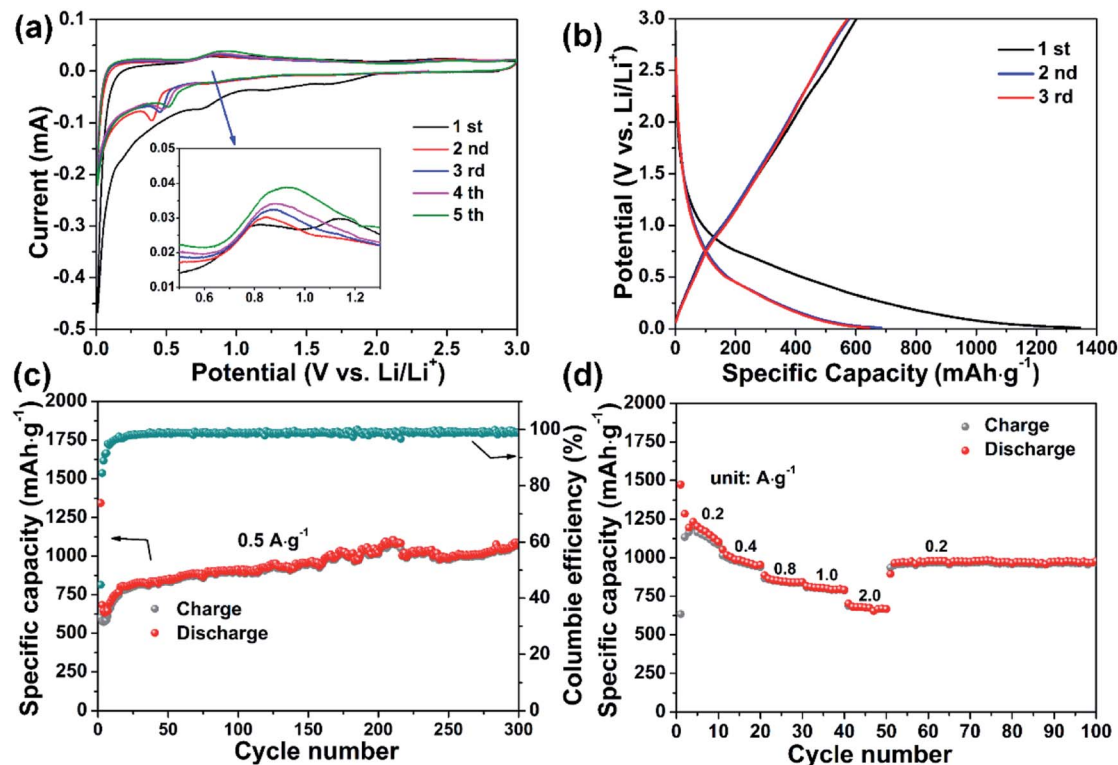 (a)
0.1
0.0
-0.1
-0.2
-0.3
-0.4
-0.5
Current (mA)
1 st
2 nd
3 rd
4 th
5 th
0.05
0.04
0.03
0.02
0.01
0.6 0.8 1.0 1.2
0.0 0.5 1.0 1.5 2.0 2.5 3.0
Potential (V vs. Li/Li⁺)
(b)
3.0
2.5
2.0
1.5
1.0
0.5
0.0
Potential (V vs. Li/Li⁺)
1 st
2 nd
3 rd
0 200 400 600 800 1000 1200 1400
Specific Capacity (mAh·g⁻¹)
(c)
2000
1750
1500
1250
1000
750
500
250
0
Specific capacity (mAh·g⁻¹)
0.5 A·g⁻¹
Charge
Discharge
100
80
60
40
20
0
Columbie efficiency (%)
0 50 100 150 200 250 300
Cycle number
(d)
2000
1750
1500
1250
1000
750
500
250
0
Specific capacity (mAh·g⁻¹)
Charge
Discharge
unit: A·g⁻¹
0.2
0.4
0.8
1.0
2.0
0.2
0 10 20 30 40 50 60 70 80 90 100
Cycle number